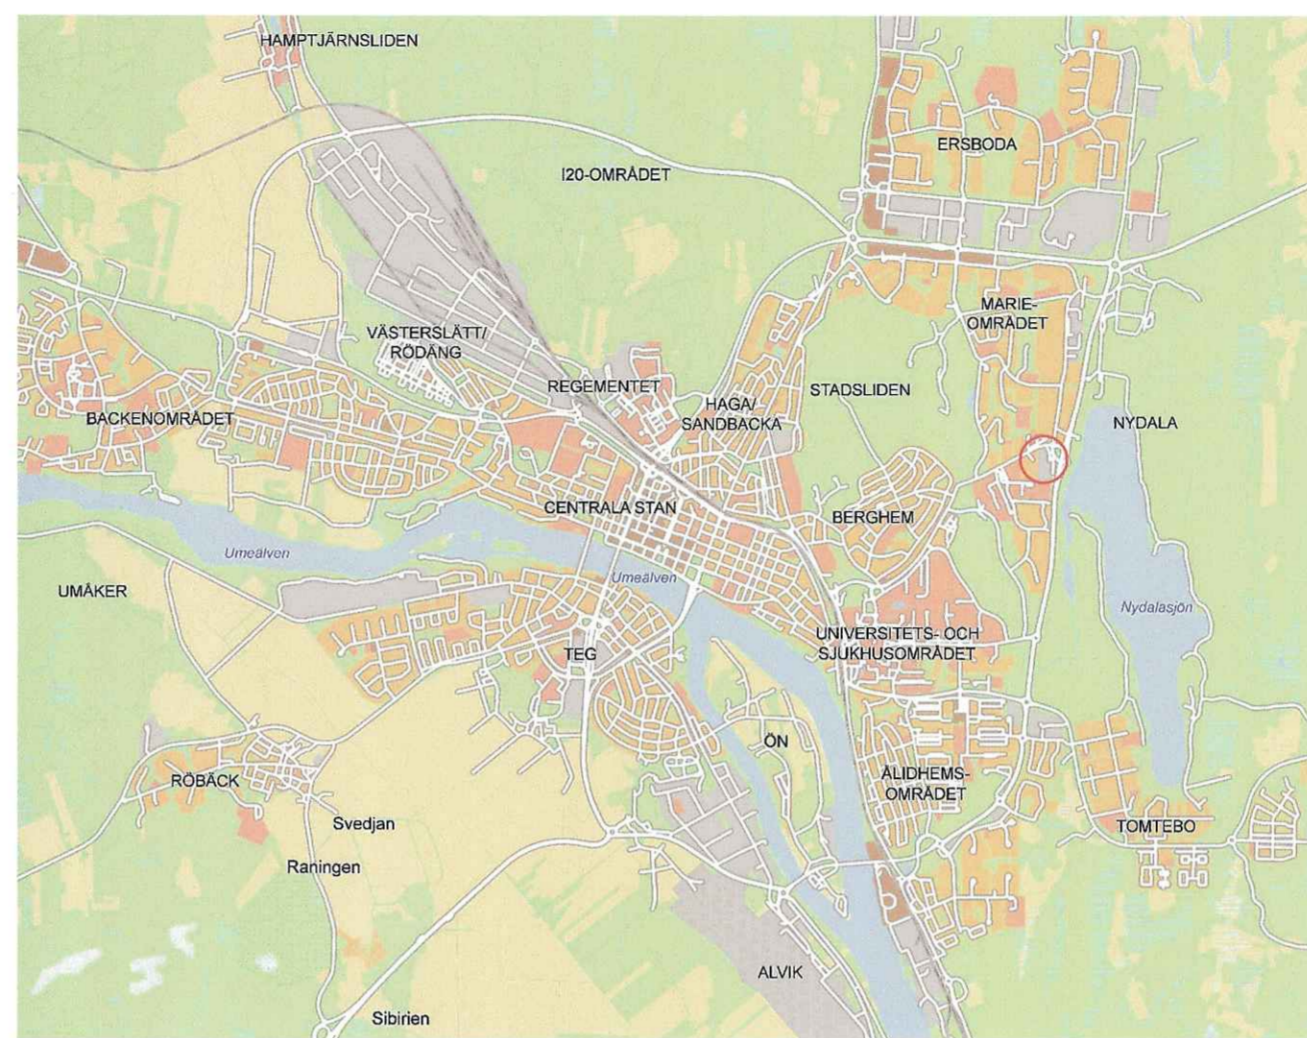 HAMPTJÄRNSLIDEN
ERSBODA
I20-OMRÅDET
MARIE-
OMRÅDET
VÄSTERSLÄTT/
RÖDÄNG
REGEMENTET
STADSLIDEN
HAGA/
SANDBACKA
BACKENOMRÅDET
NYDALA
CENTRALA STAN
BERGHEM
Umeälven
Umeälven
UMÅKER
Nydalasjön
UNIVERSITETS- OCH
SJUKHUSOMRÅDET
TEG
ÖN
RÖBÄCK
ÅLIDHEMS-
OMRÅDET
Svedjan
TOMTEBO
Raningen
ALVIK
Sibirien